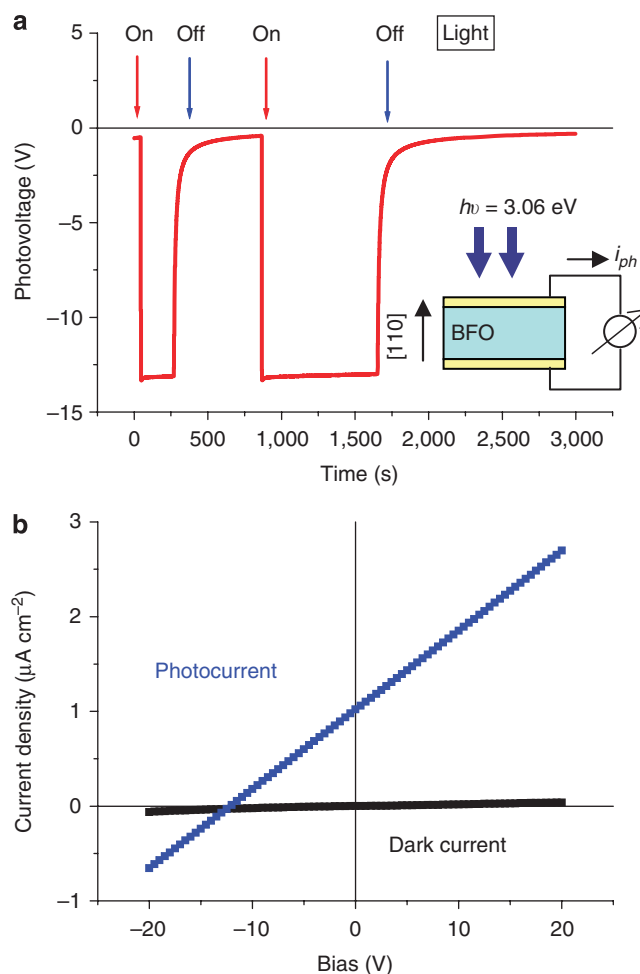 a
On Off On Off Light
5
0
−5
−10
−15
Photovoltage (V)
hυ = 3.06 eV
i_ph
[110]
BFO
0 500 1,000 1,500 2,000 2,500 3,000
Time (s)
b
3
2
1
0
−1
Current density (µA cm⁻²)
Photocurrent
Dark current
−20 −10 0 10 20
Bias (V)